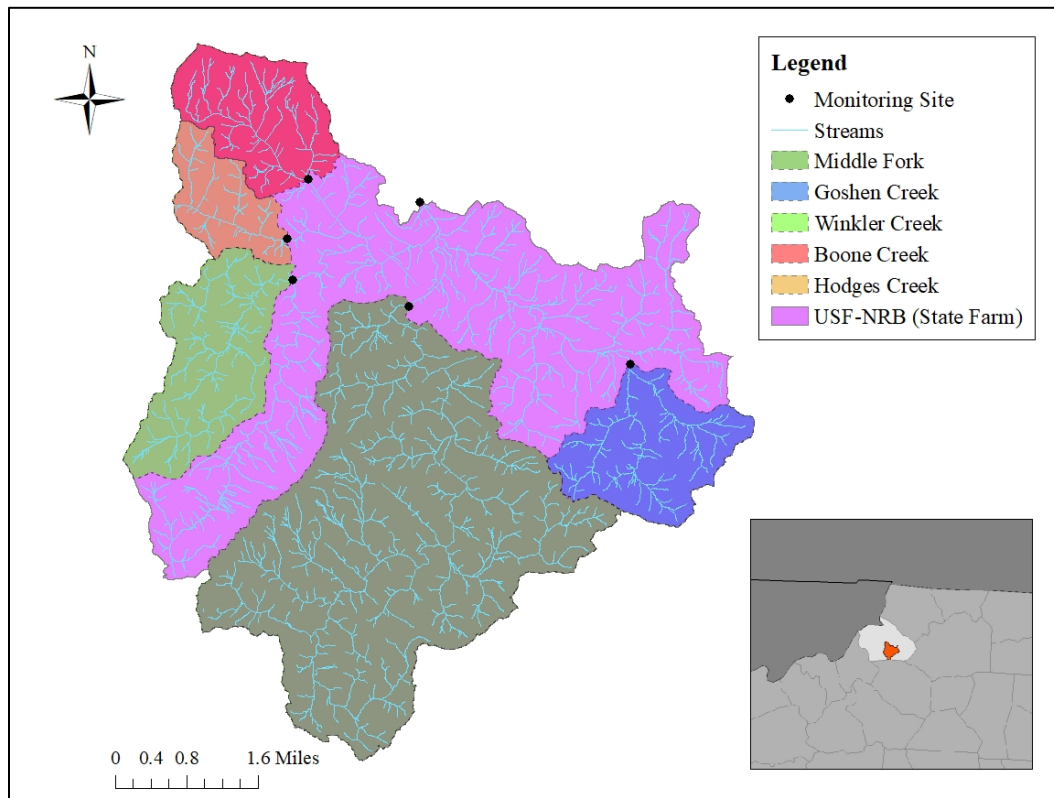 N
Legend
Monitoring Site
Streams
Middle Fork
Goshen Creek
Winkler Creek
Boone Creek
Hodges Creek
USF-NRB (State Farm)
0 0.4 0.8 1.6 Miles